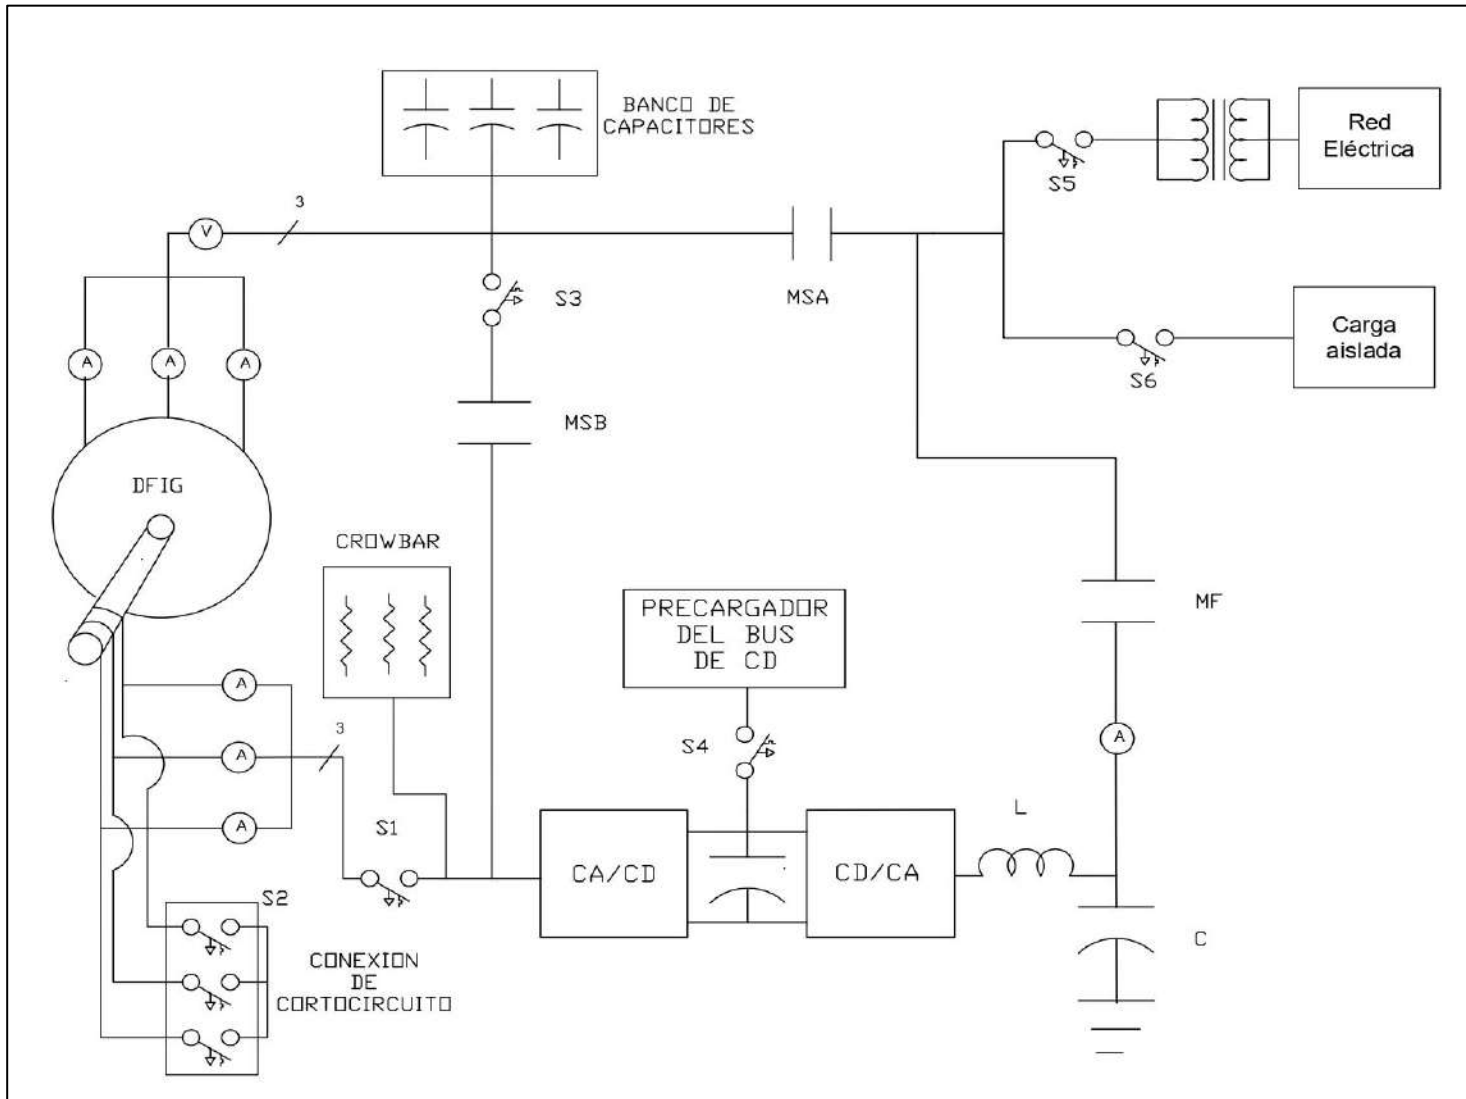 BANCO DE
CAPACITORES
Red
Eléctrica
S5
3
V
S3
MSA
Carga
aislada
S6
A
A
A
MSB
DFIG
CROWBAR
PRECARGADOR
DEL BUS
DE CD
MF
A
3
S4
A
A
L
A
S1
CA/CD
CD/CA
S2
C
CONEXION
DE
CORTOCIRCUITO